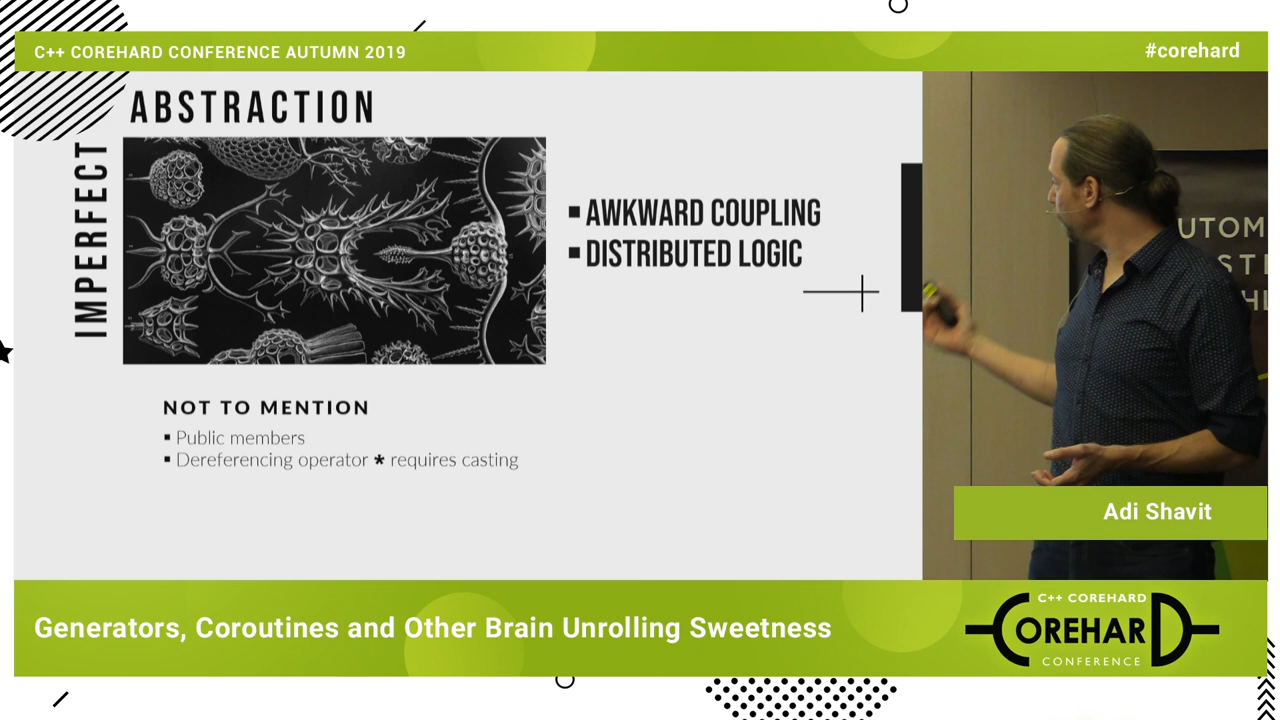 C++ COREHARD CONFERENCE AUTUMN 2019
#corehard
ABSTRACTION
IMPERFECT
▪ AWKWARD COUPLING
▪ DISTRIBUTED LOGIC
NOT TO MENTION
▪ Public members
▪ Dereferencing operator * requires casting
Adi Shavit
Generators, Coroutines and Other Brain Unrolling Sweetness
C++ COREHARD
COREHARD
CONFERENCE